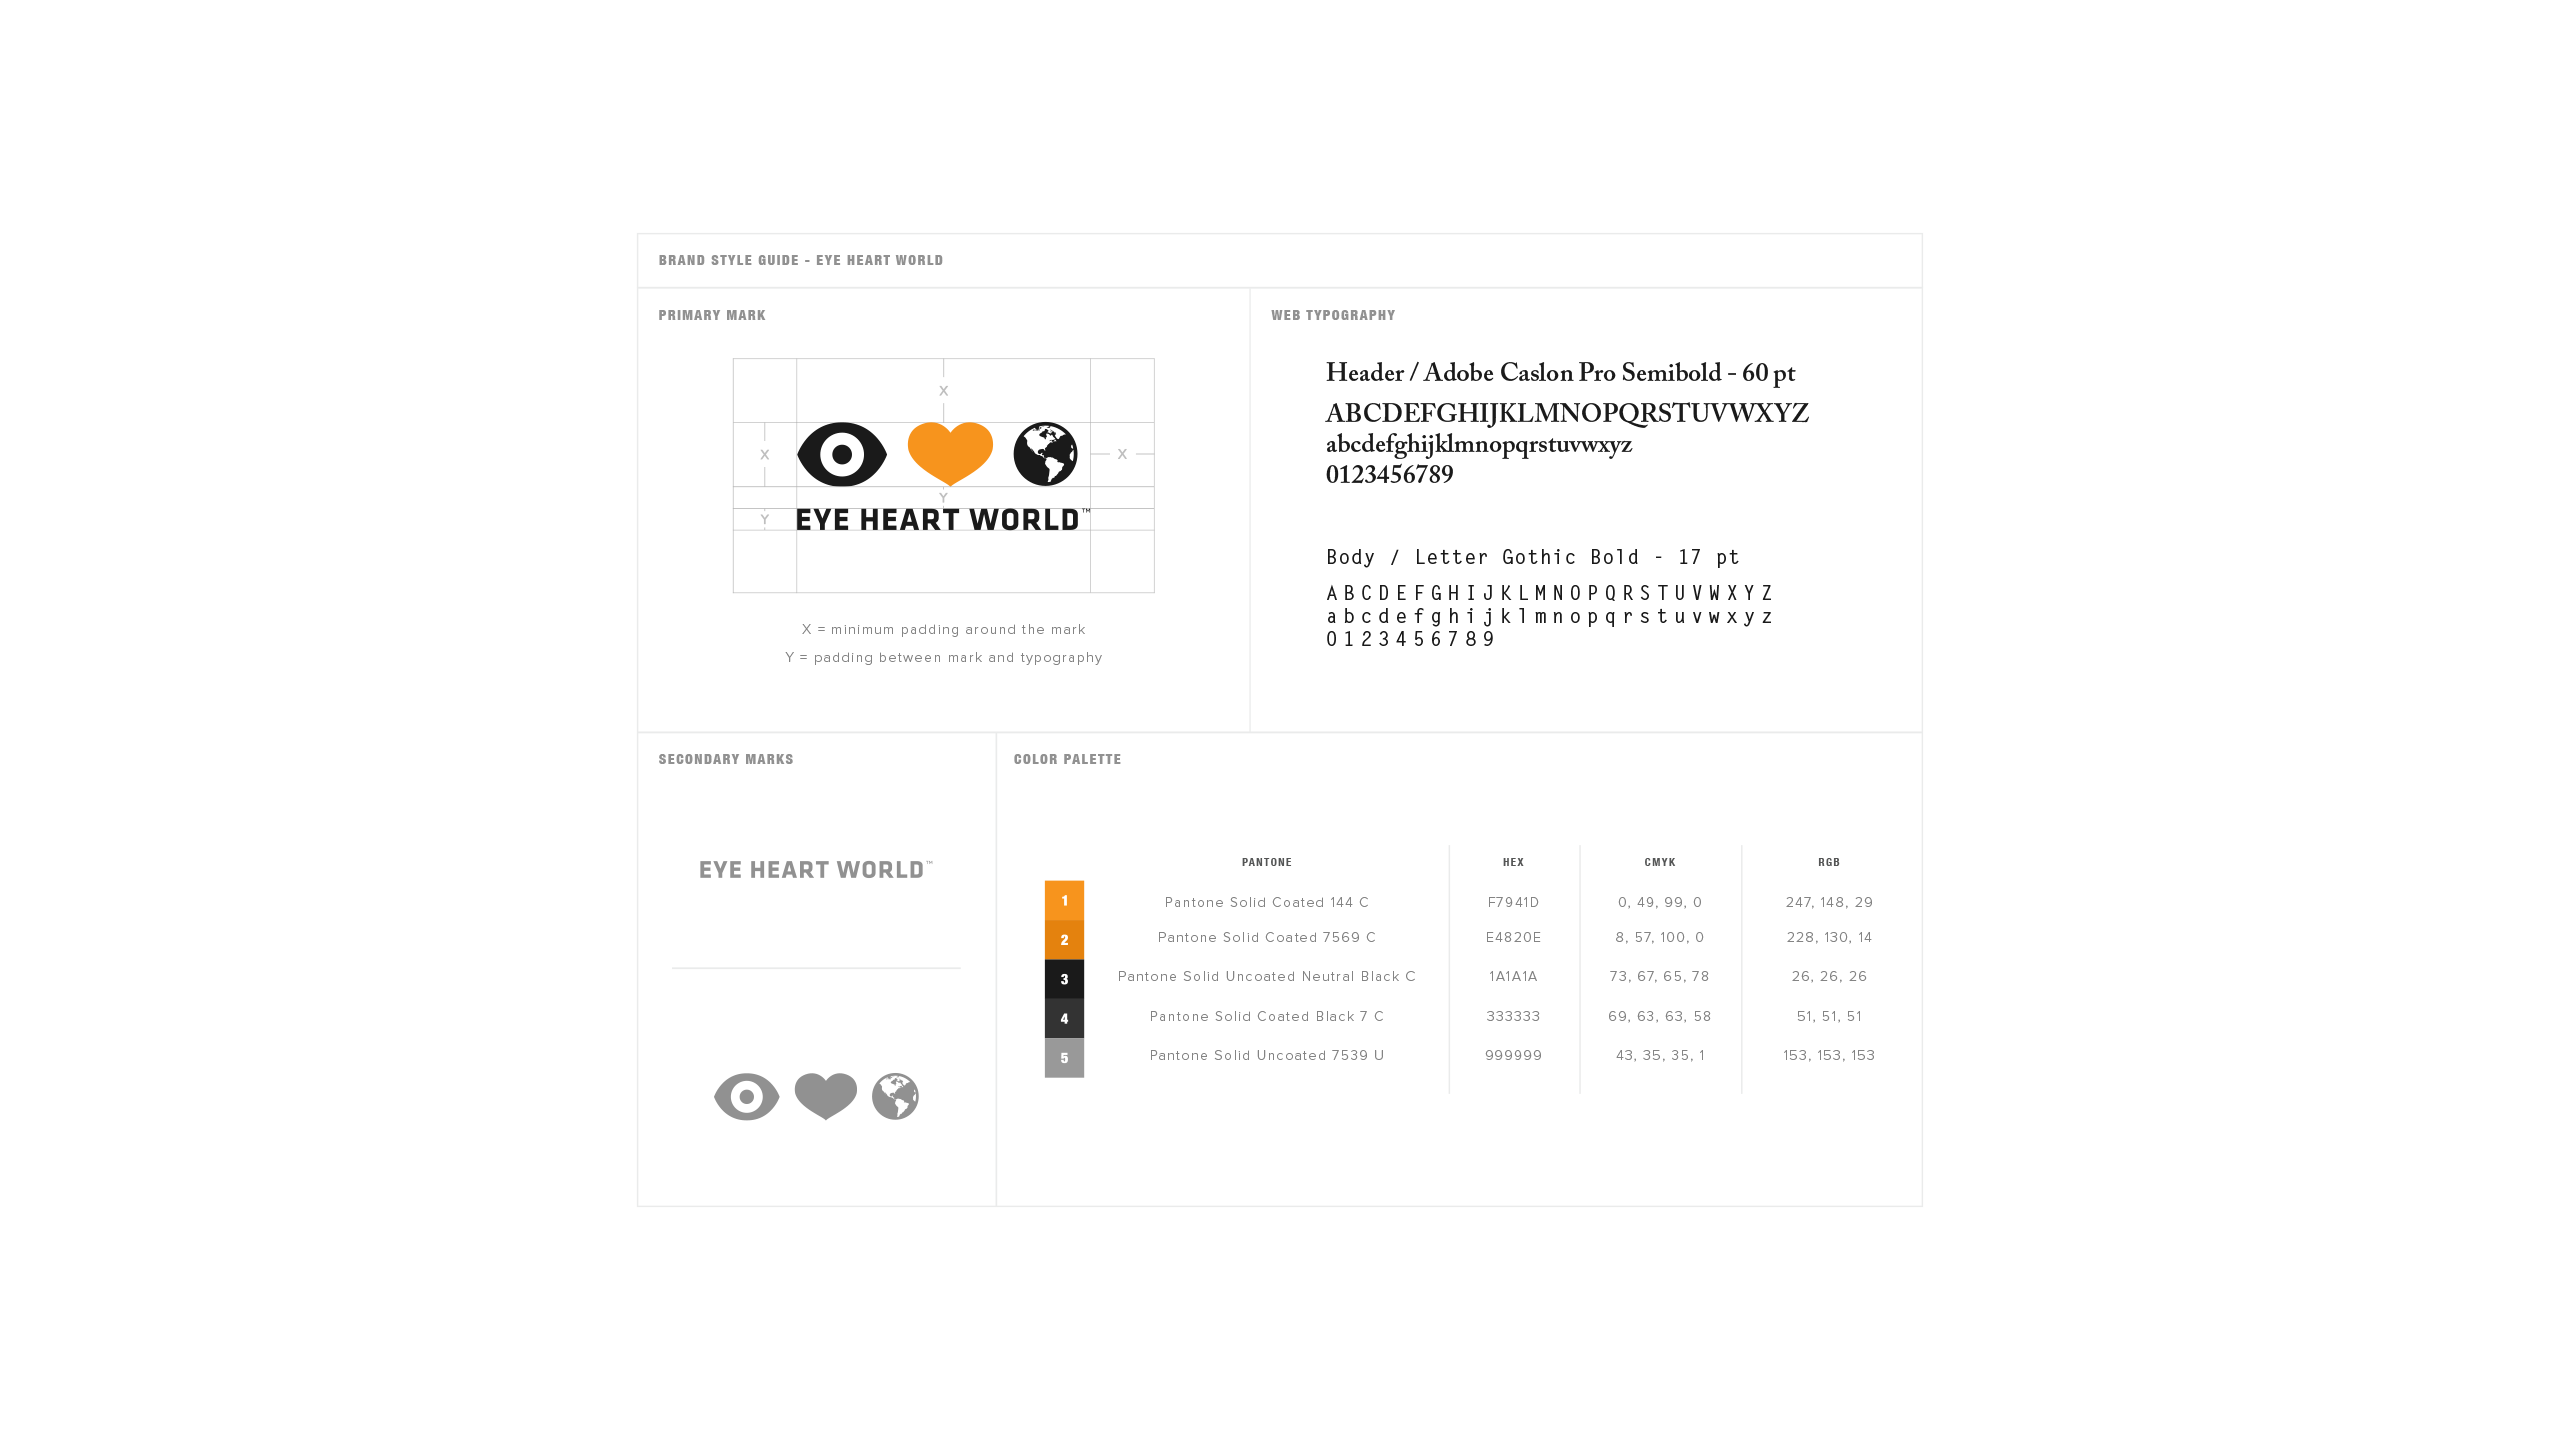 BRAND STYLE GUIDE - EYE HEART WORLD
PRIMARY MARK
X
X
X
Y
Y
EYE HEART WORLD™
X = minimum padding around the mark
Y = padding between mark and typography
WEB TYPOGRAPHY
Header / Adobe Caslon Pro Semibold - 60 pt
ABCDEFGHIJKLMNOPQRSTUVWXYZ
abcdefghijklmnopqrstuvwxyz
0123456789
Body / Letter Gothic Bold - 17 pt
A B C D E F G H I J K L M N O P Q R S T U V W X Y Z
a b c d e f g h i j k l m n o p q r s t u v w x y z
0 1 2 3 4 5 6 7 8 9
SECONDARY MARKS
EYE HEART WORLD™
COLOR PALETTE
PANTONE HEX CMYK RGB
1 Pantone Solid Coated 144 C F7941D 0, 49, 99, 0 247, 148, 29
2 Pantone Solid Coated 7569 C E4820E 8, 57, 100, 0 228, 130, 14
3 Pantone Solid Uncoated Neutral Black C 1A1A1A 73, 67, 65, 78 26, 26, 26
4 Pantone Solid Coated Black 7 C 333333 69, 63, 63, 58 51, 51, 51
5 Pantone Solid Uncoated 7539 U 999999 43, 35, 35, 1 153, 153, 153